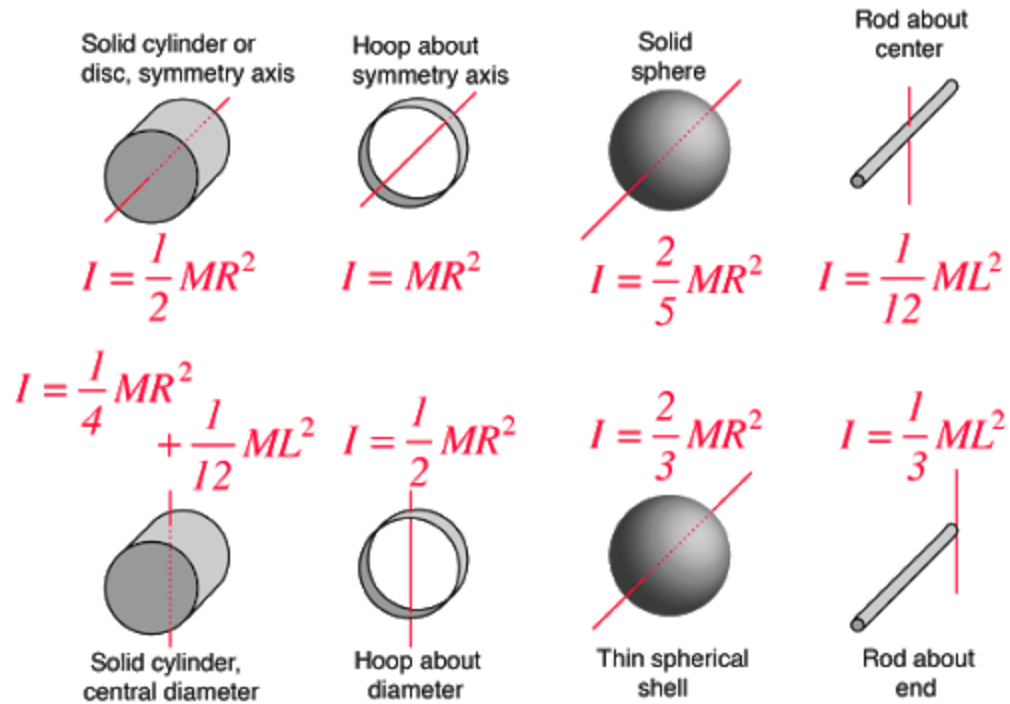 Solid cylinder or
disc, symmetry axis
I = 1/2 MR²
Hoop about
symmetry axis
I = MR²
Solid
sphere
I = 2/5 MR²
Rod about
center
I = 1/12 ML²
I = 1/4 MR²
+ 1/12 ML²
Solid cylinder,
central diameter
I = 1/2 MR²
Hoop about
diameter
I = 2/3 MR²
Thin spherical
shell
I = 1/3 ML²
Rod about
end